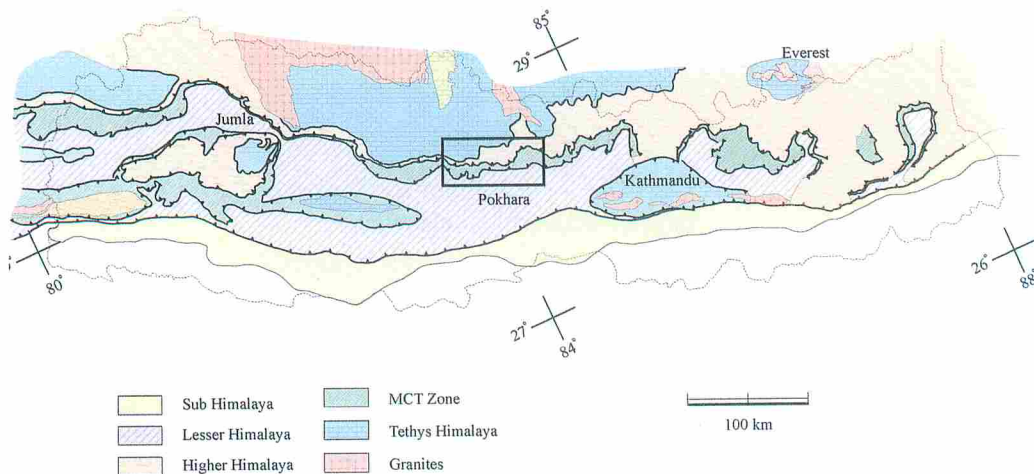 85°
29°
Everest
Jumla
Pokhara
Kathmandu
80°
27°
84°
26°
88°
Sub Himalaya
Lesser Himalaya
Higher Himalaya
MCT Zone
Tethys Himalaya
Granites
100 km